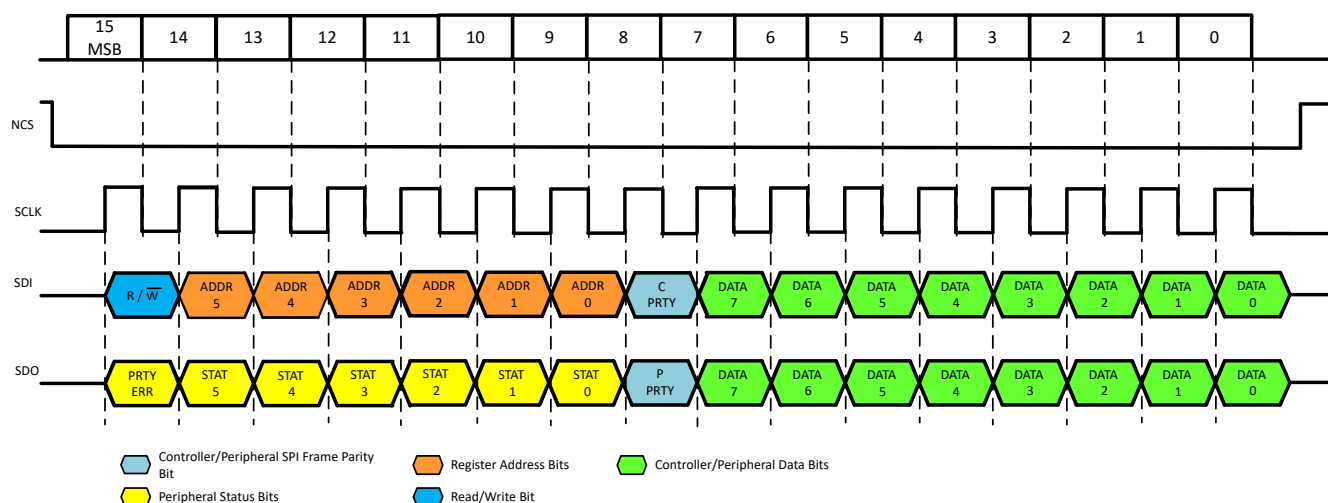 15
MSB
14
13
12
11
10
9
8
7
6
5
4
3
2
1
0
NCS
SCLK
SDI
R / W̅
ADDR
5
ADDR
4
ADDR
3
ADDR
2
ADDR
1
ADDR
0
C
PRTY
DATA
7
DATA
6
DATA
5
DATA
4
DATA
3
DATA
2
DATA
1
DATA
0
SDO
PRTY
ERR
STAT
5
STAT
4
STAT
3
STAT
2
STAT
1
STAT
0
P
PRTY
DATA
7
DATA
6
DATA
5
DATA
4
DATA
3
DATA
2
DATA
1
DATA
0
Controller/Peripheral SPI Frame Parity
Bit
Register Address Bits
Controller/Peripheral Data Bits
Peripheral Status Bits
Read/Write Bit